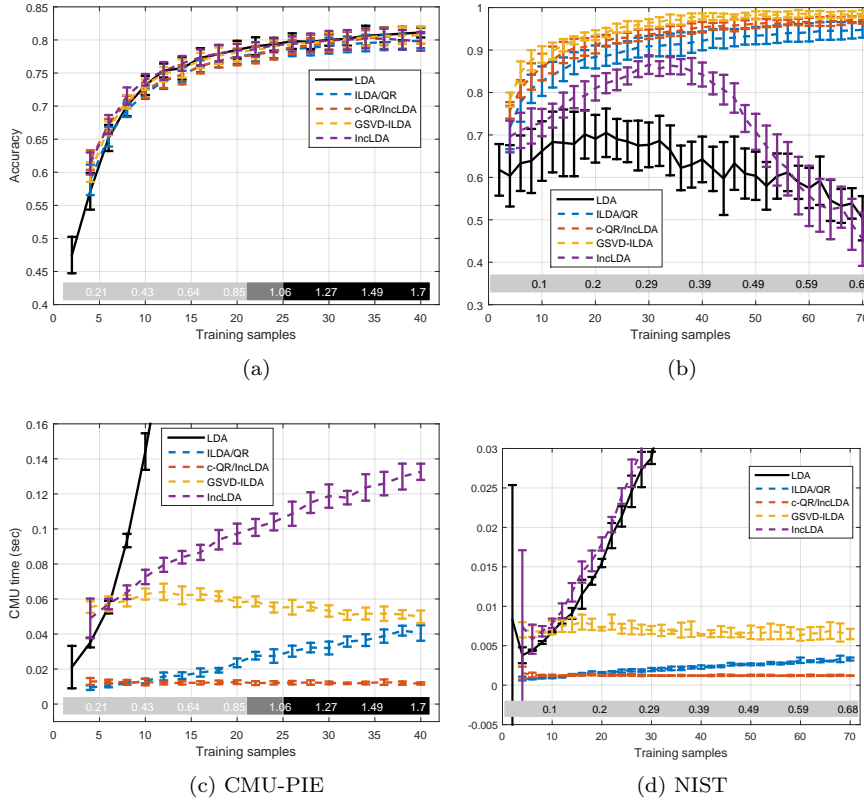 0.85
0.8
0.75
0.7
0.65
0.6
0.55
0.5
0.45
0.4
Accuracy
LDA
ILDA/QR
c-QR/IncLDA
GSVD-ILDA
IncLDA
0.21 0.43 0.64 0.85 1.06 1.27 1.49 1.7
0 5 10 15 20 25 30 35 40
Training samples
(a)
1
0.9
0.8
0.7
0.6
0.5
0.4
0.3
LDA
ILDA/QR
c-QR/IncLDA
GSVD-ILDA
IncLDA
0.1 0.2 0.29 0.39 0.49 0.59 0.6
0 10 20 30 40 50 60 70
Training samples
(b)
0.16
0.14
0.12
0.1
0.08
0.06
0.04
0.02
0
CMU time (sec)
LDA
ILDA/QR
c-QR/IncLDA
GSVD-ILDA
IncLDA
0.21 0.43 0.64 0.85 1.06 1.27 1.49 1.7
0 5 10 15 20 25 30 35 40
Training samples
(c) CMU-PIE
0.03
0.025
0.02
0.015
0.01
0.005
0
-0.005
LDA
ILDA/QR
c-QR/IncLDA
GSVD-ILDA
IncLDA
0.1 0.2 0.29 0.39 0.49 0.59 0.68
0 10 20 30 40 50 60 70
Training samples
(d) NIST